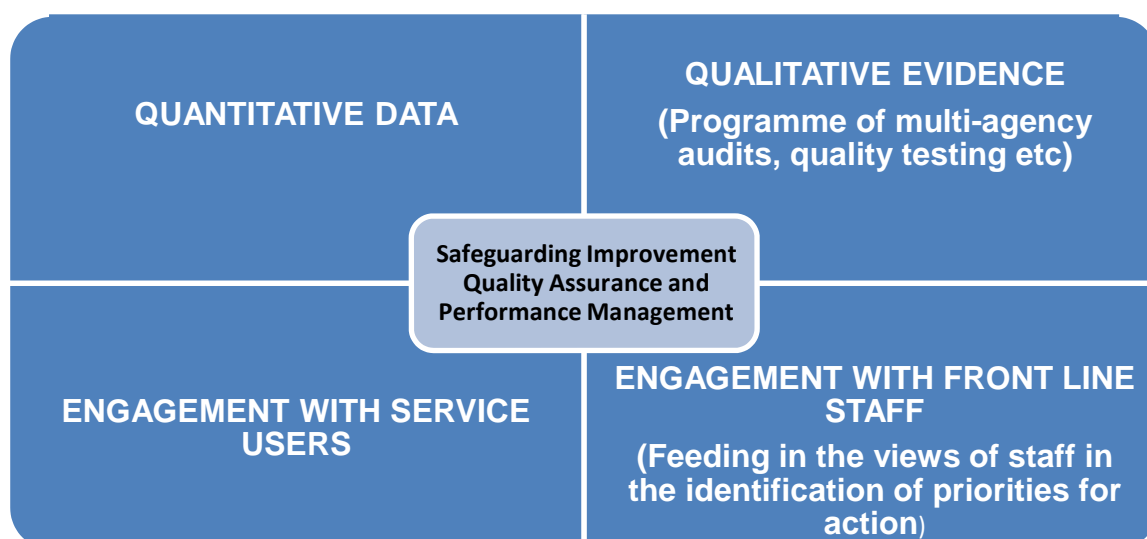 QUANTITATIVE DATA
QUALITATIVE EVIDENCE
(Programme of multi-agency
audits, quality testing etc)
Safeguarding Improvement
Quality Assurance and
Performance Management
ENGAGEMENT WITH SERVICE
USERS
ENGAGEMENT WITH FRONT LINE
STAFF
(Feeding in the views of staff in
the identification of priorities for
action)